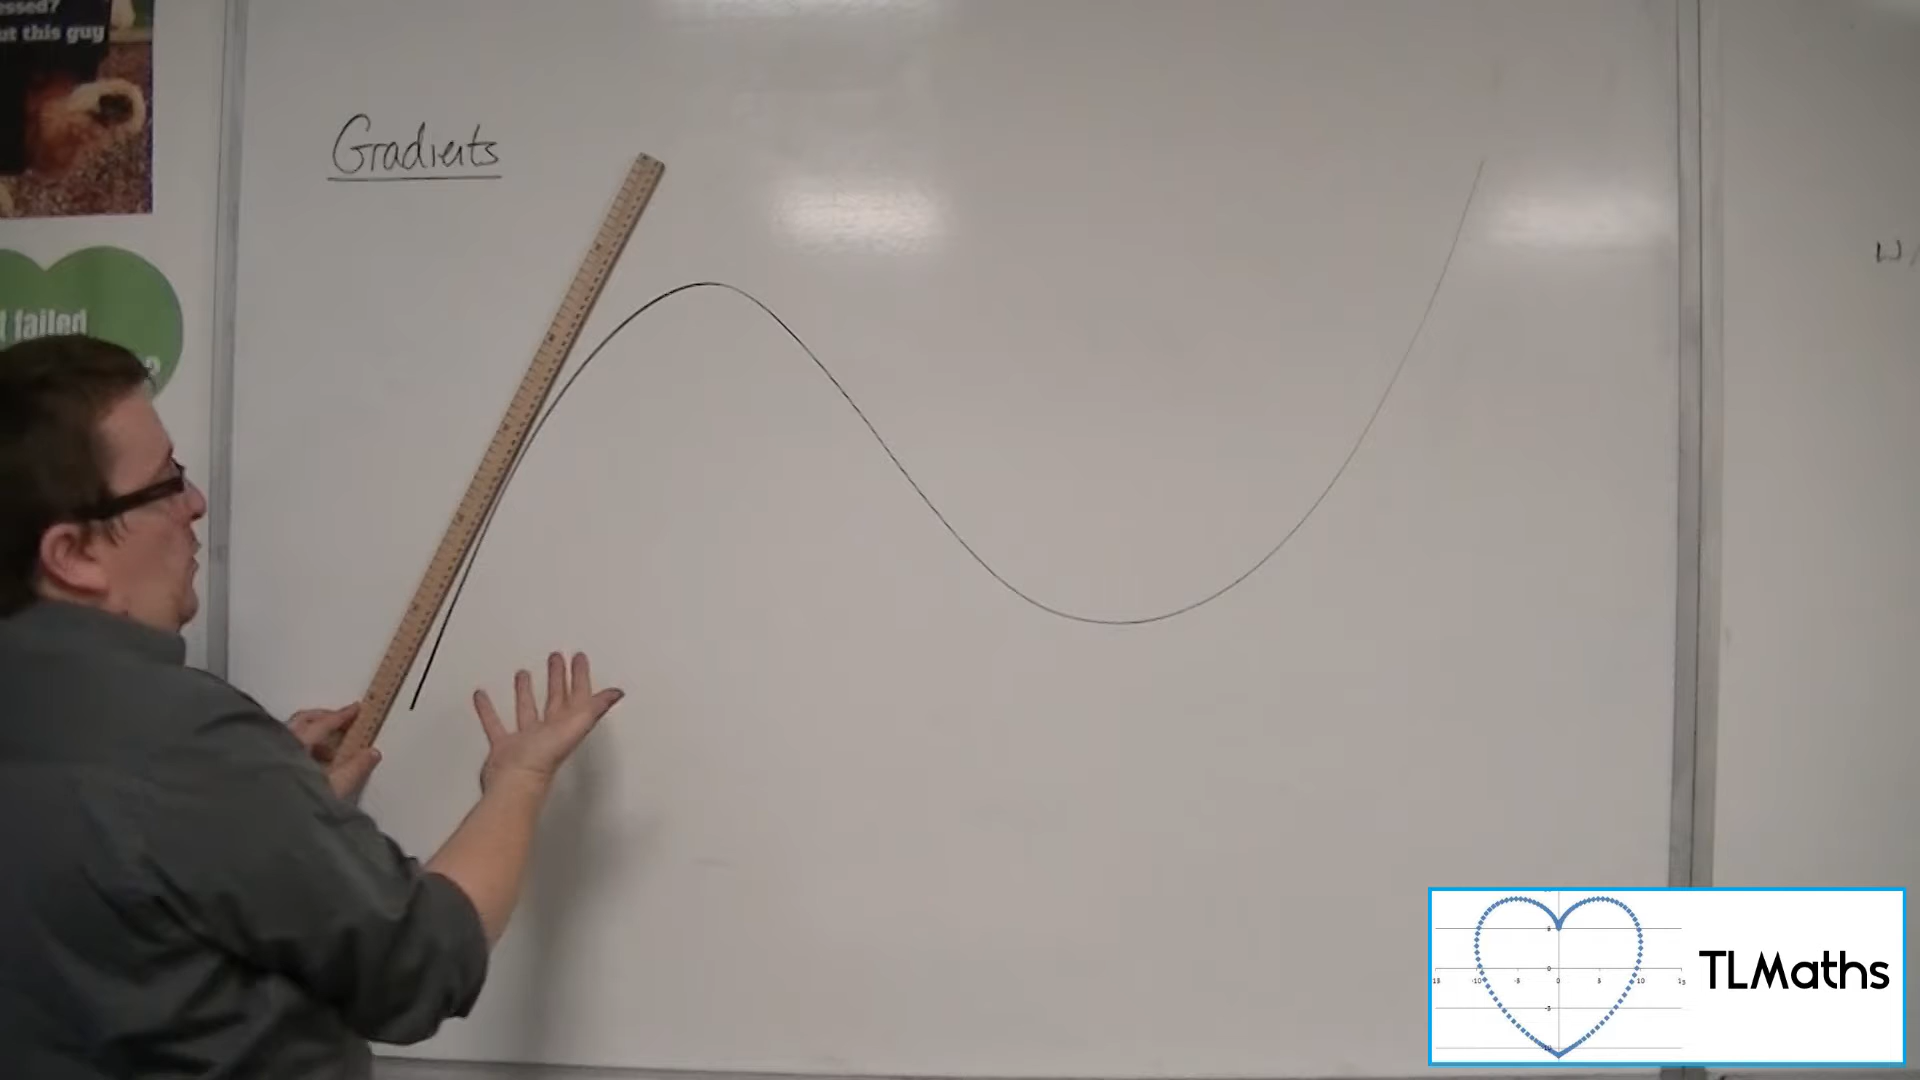 essed?
ut this guy
Gradients
t failed
?
TLMaths